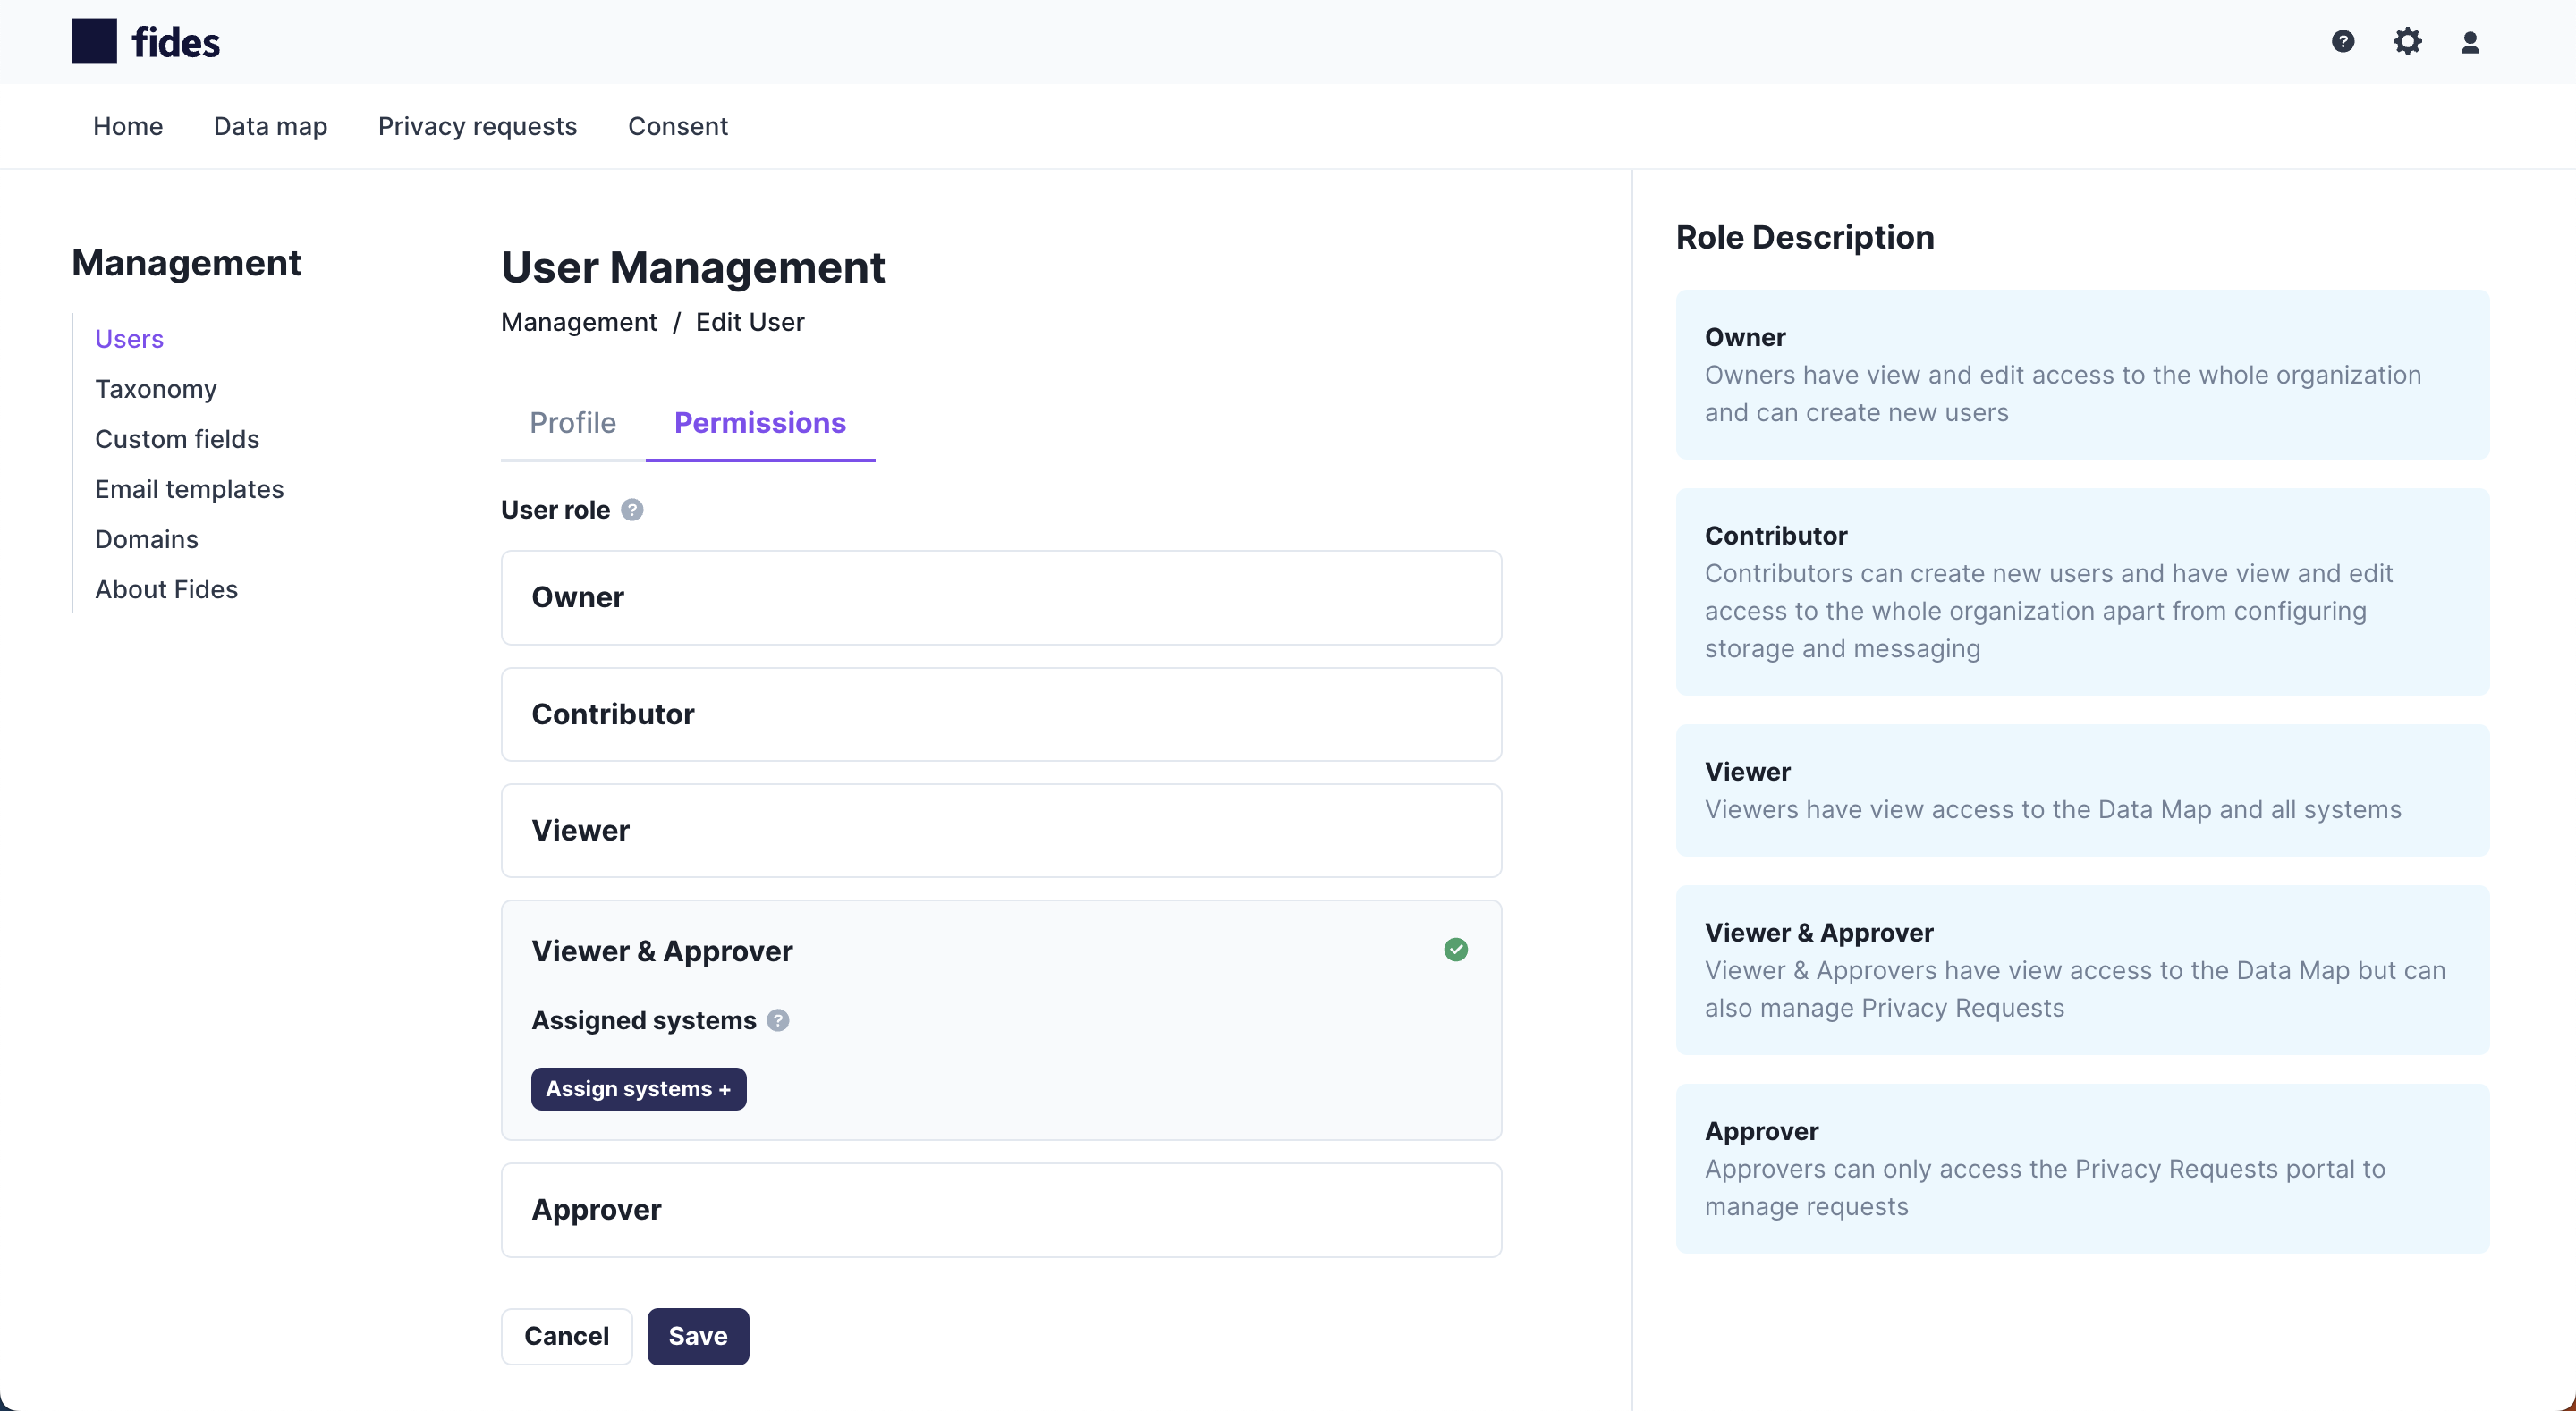 fides
Home
Data map
Privacy requests
Consent
Management
Users
Taxonomy
Custom fields
Email templates
Domains
About Fides
User Management
Management / Edit User
Profile
Permissions
User role ?
Owner
Contributor
Viewer
Viewer & Approver
Assigned systems ?
Assign systems +
Approver
Cancel
Save
Role Description
Owner
Owners have view and edit access to the whole organization
and can create new users
Contributor
Contributors can create new users and have view and edit
access to the whole organization apart from configuring
storage and messaging
Viewer
Viewers have view access to the Data Map and all systems
Viewer & Approver
Viewer & Approvers have view access to the Data Map but can
also manage Privacy Requests
Approver
Approvers can only access the Privacy Requests portal to
manage requests